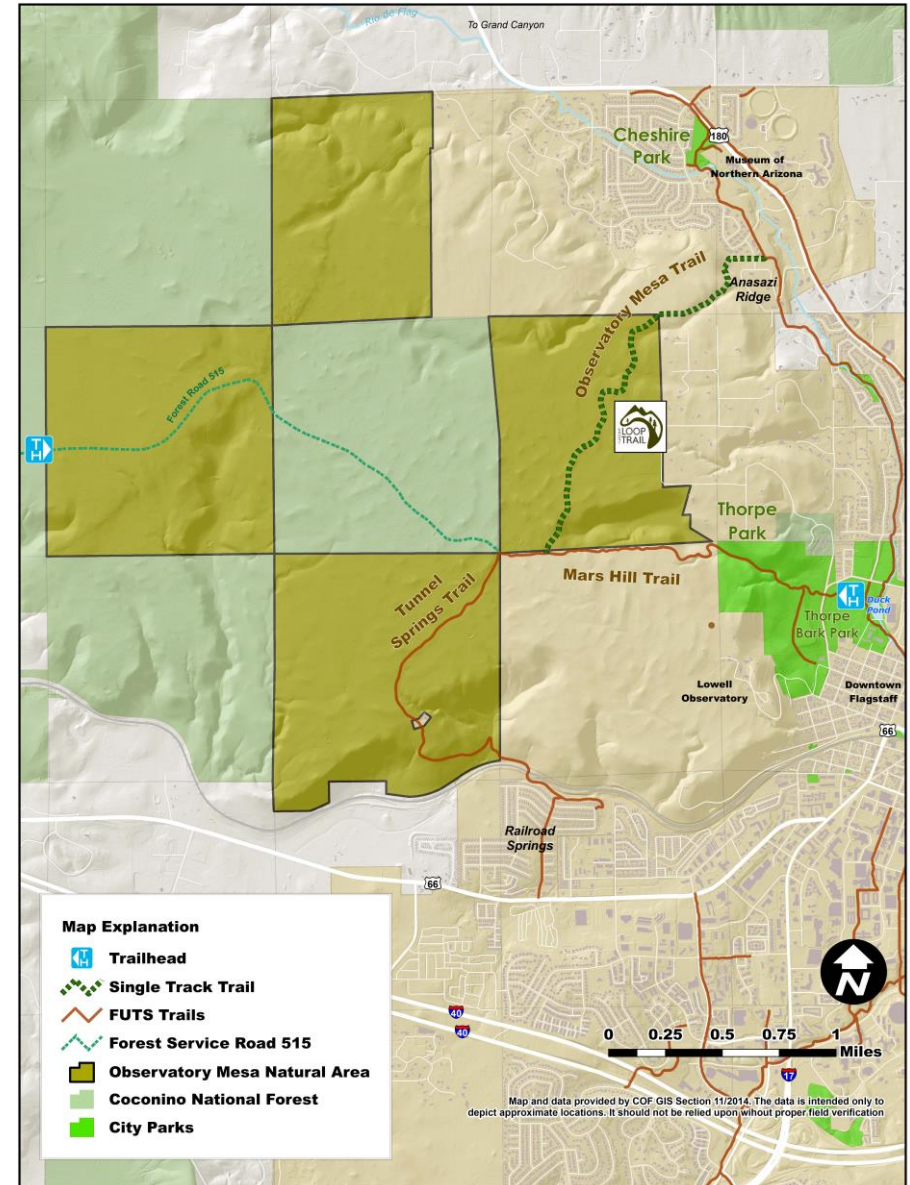 To Grand Canyon
Rio de Flag
Cheshire
Park
180
Museum of
Northern Arizona
Observatory Mesa Trail
Anasazi
Ridge
Forest Road 515
TH
LOOP
TRAIL
Thorpe
Park
Mars Hill Trail
Tunnel
Springs Trail
TH
Duck
Pond
Thorpe
Bark Park
Lowell
Observatory
Downtown
Flagstaff
66
Railroad
Springs
66
Map Explanation
TH
Trailhead
Single Track Trail
FUTS Trails
Forest Service Road 515
Observatory Mesa Natural Area
Coconino National Forest
City Parks
N
40
40
0 0.25 0.5 0.75 1
Miles
17
Map and data provided by COF GIS Section 11/2014. The data is intended only to
depict approximate locations. It should not be relied upon wihout proper field verification